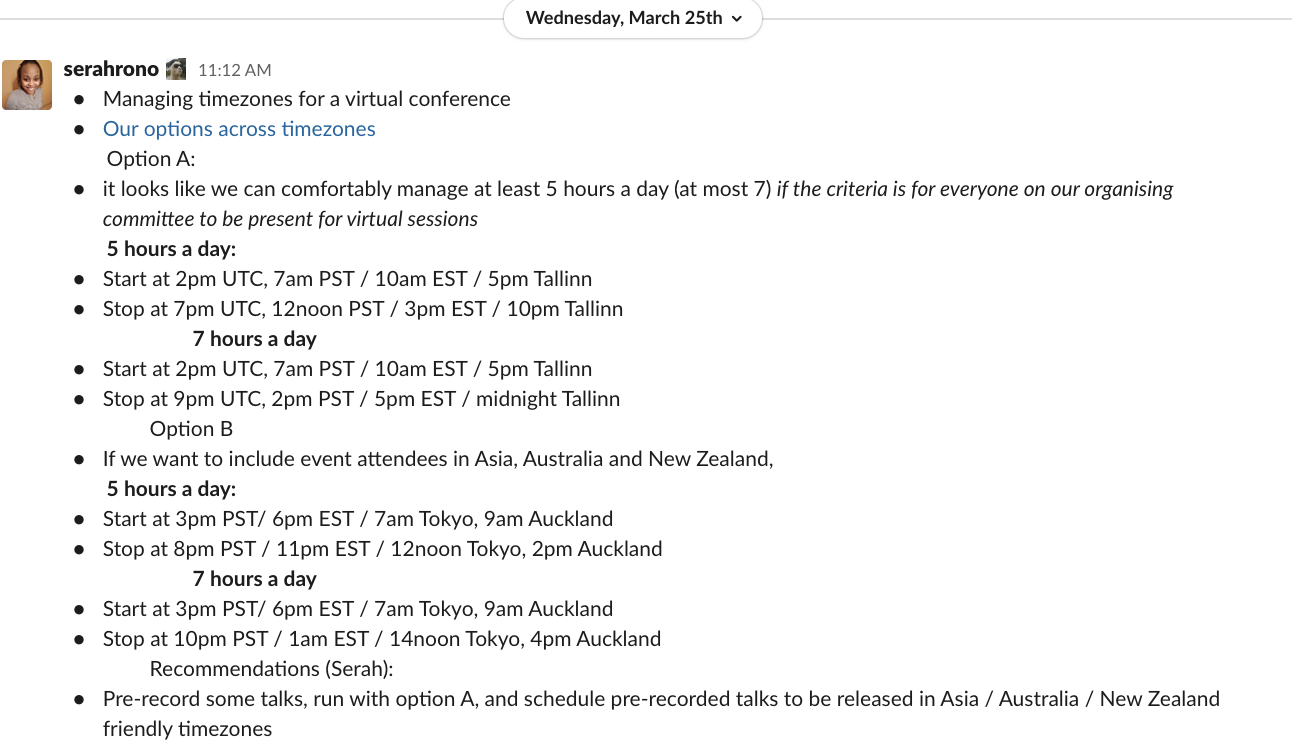 Wednesday, March 25th
serahrono 11:12 AM
● Managing timezones for a virtual conference
● Our options across timezones
Option A:
● it looks like we can comfortably manage at least 5 hours a day (at most 7) if the criteria is for everyone on our organising
committee to be present for virtual sessions
5 hours a day:
● Start at 2pm UTC, 7am PST / 10am EST / 5pm Tallinn
● Stop at 7pm UTC, 12noon PST / 3pm EST / 10pm Tallinn
7 hours a day
● Start at 2pm UTC, 7am PST / 10am EST / 5pm Tallinn
● Stop at 9pm UTC, 2pm PST / 5pm EST / midnight Tallinn
Option B
● If we want to include event attendees in Asia, Australia and New Zealand,
5 hours a day:
● Start at 3pm PST/ 6pm EST / 7am Tokyo, 9am Auckland
● Stop at 8pm PST / 11pm EST / 12noon Tokyo, 2pm Auckland
7 hours a day
● Start at 3pm PST/ 6pm EST / 7am Tokyo, 9am Auckland
● Stop at 10pm PST / 1am EST / 14noon Tokyo, 4pm Auckland
Recommendations (Serah):
● Pre-record some talks, run with option A, and schedule pre-recorded talks to be released in Asia / Australia / New Zealand
friendly timezones